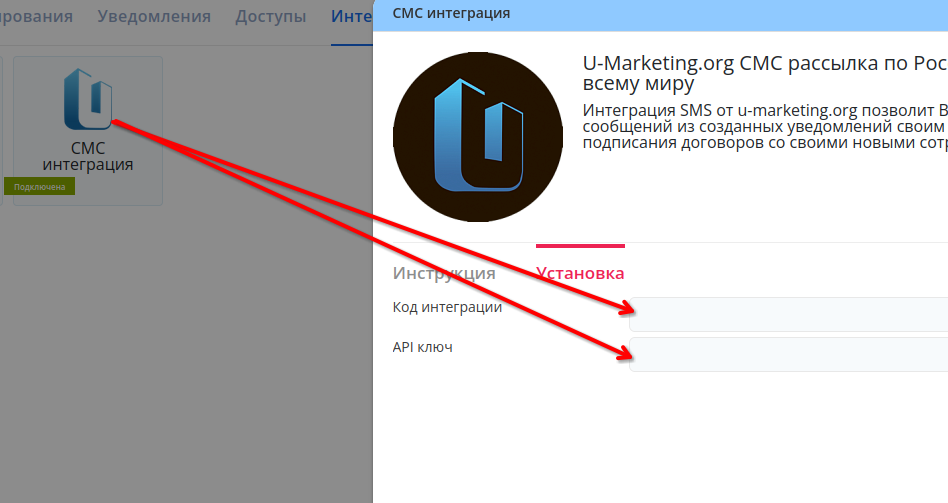 рования Уведомления Доступы Инте
СМС
интеграция
Подключена
СМС интеграция
U-Marketing.org СМС рассылка по Рос
всему миру
Интеграция SMS от u-marketing.org позволит В
сообщений из созданных уведомлений своим
подписания договоров со своими новыми сотр
Инструкция Установка
Код интеграции
API ключ